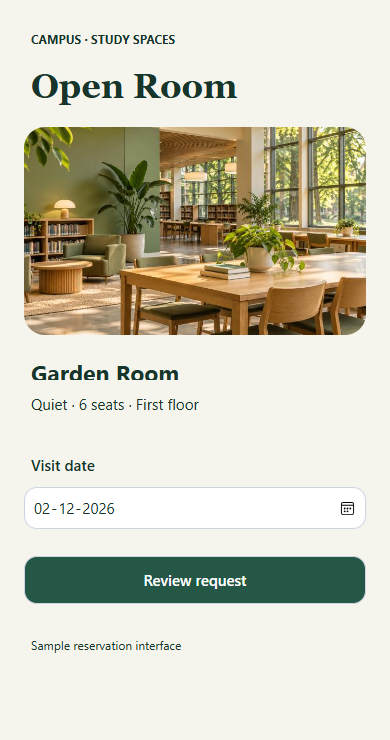 CAMPUS · STUDY SPACES
Open Room
Garden Room
Quiet · 6 seats · First floor
Visit date
02-12-2026
Review request
Sample reservation interface